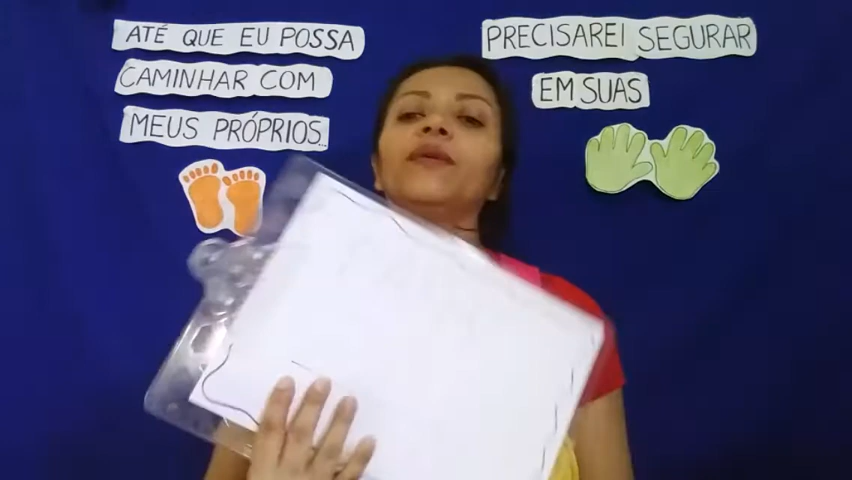 ATÉ QUE EU POSSA
CAMINHAR COM
MEUS PRÓPRIOS...
PRECISAREI SEGURAR
EM SUAS